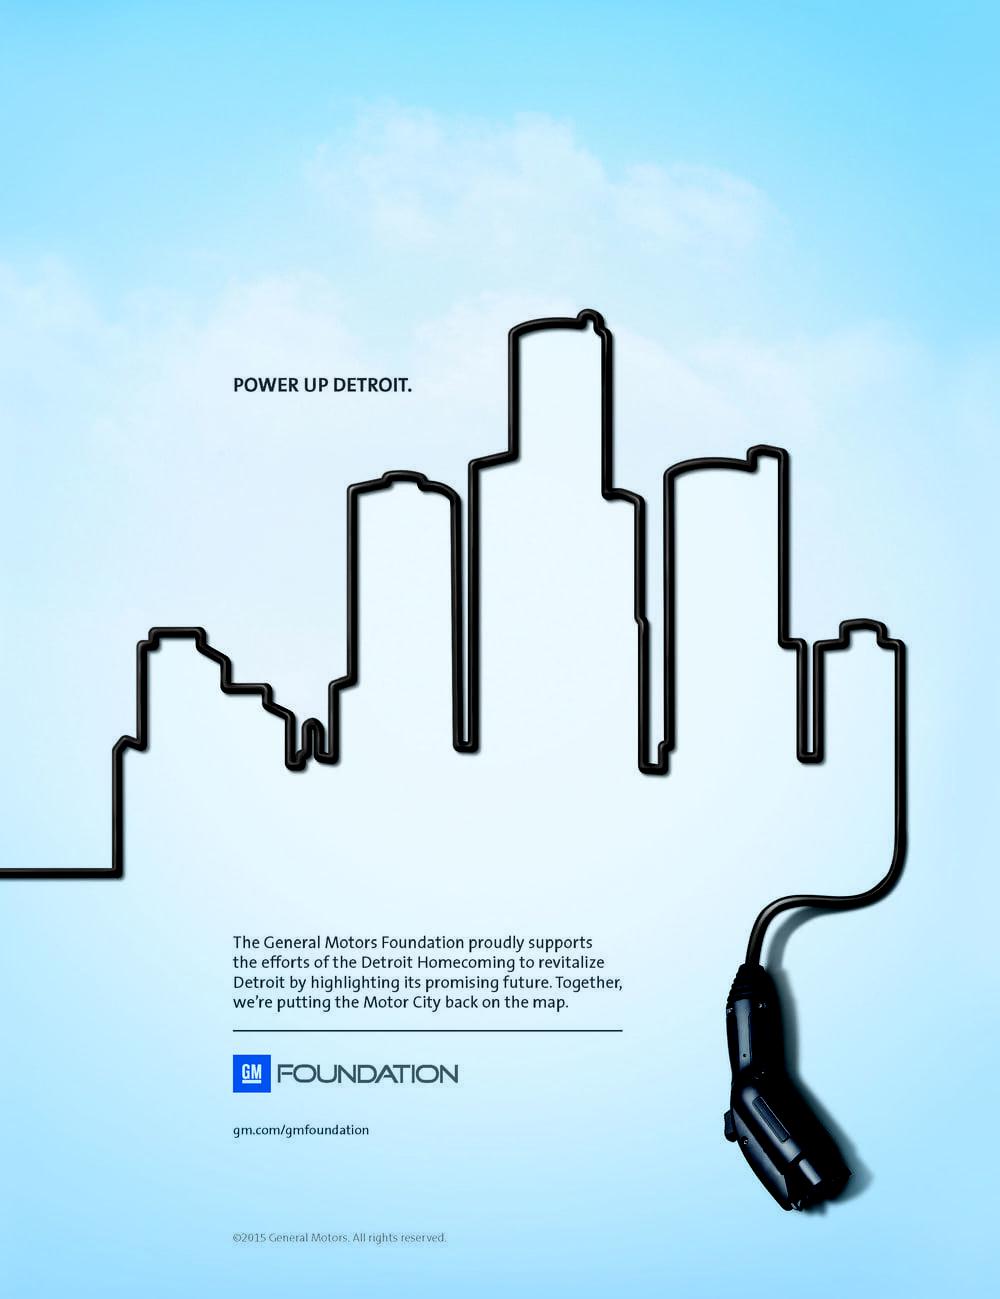 POWER UP DETROIT.
The General Motors Foundation proudly supports
the efforts of the Detroit Homecoming to revitalize
Detroit by highlighting its promising future. Together,
we’re putting the Motor City back on the map.
GM FOUNDATION
gm.com/gmfoundation
©2015 General Motors. All rights reserved.